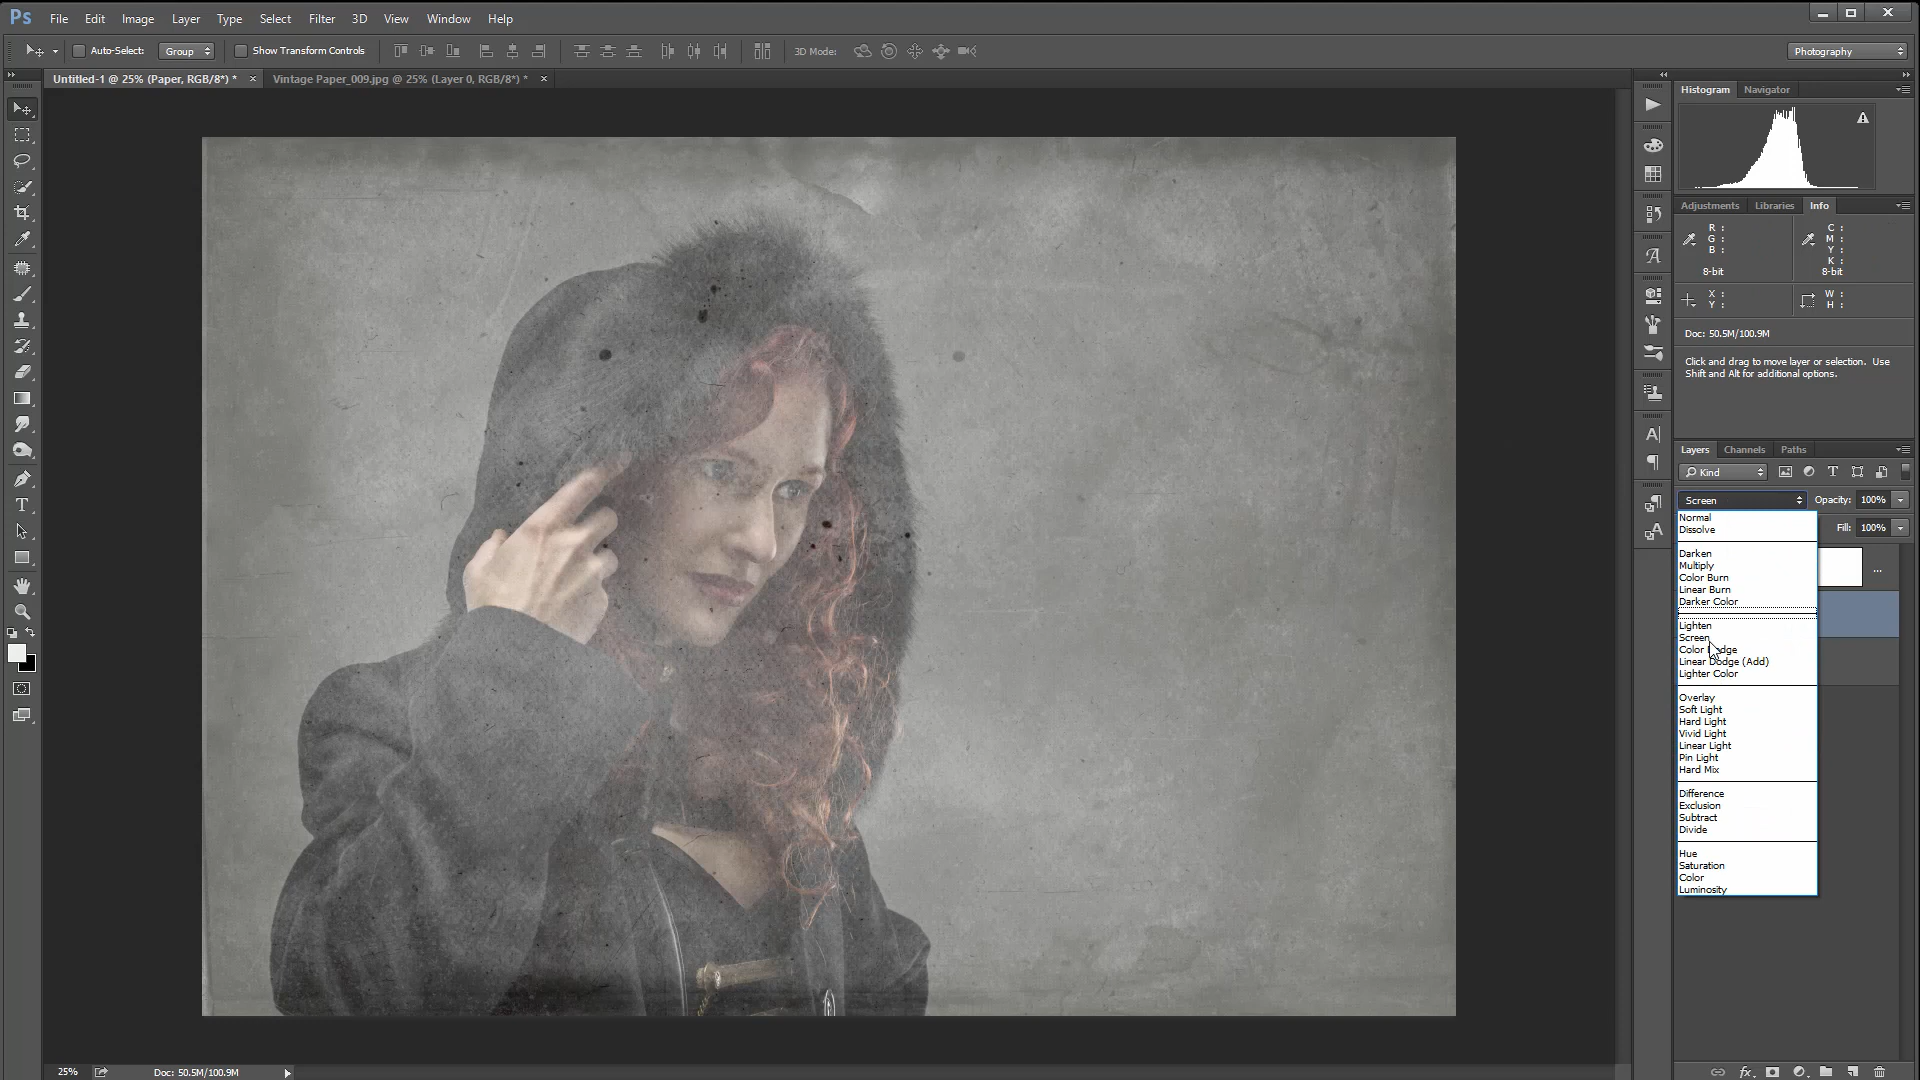 Ps File Edit Image Layer Type Select Filter 3D View Window Help
Auto-Select: Group Show Transform Controls 3D Mode: Photography
Untitled-1 @ 25% (Paper, RGB/8*) * × Vintage Paper_009.jpg @ 25% (Layer 0, RGB/8*) * ×
Histogram Navigator
Adjustments Libraries Info
R : C :
G : M :
B : Y :
K :
8-bit 8-bit
X : W :
Y : H :
Doc: 50.5M/100.9M
Click and drag to move layer or selection. Use
Shift and Alt for additional options.
Layers Channels Paths
Kind
Screen Opacity: 100%
Fill: 100%
Normal
Dissolve
Darken
Multiply
Color Burn
Linear Burn
Darker Color
Lighten
Screen
Color Dodge
Linear Dodge (Add)
Lighter Color
Overlay
Soft Light
Hard Light
Vivid Light
Linear Light
Pin Light
Hard Mix
Difference
Exclusion
Subtract
Divide
Hue
Saturation
Color
Luminosity
...
25% Doc: 50.5M/100.9M
fx